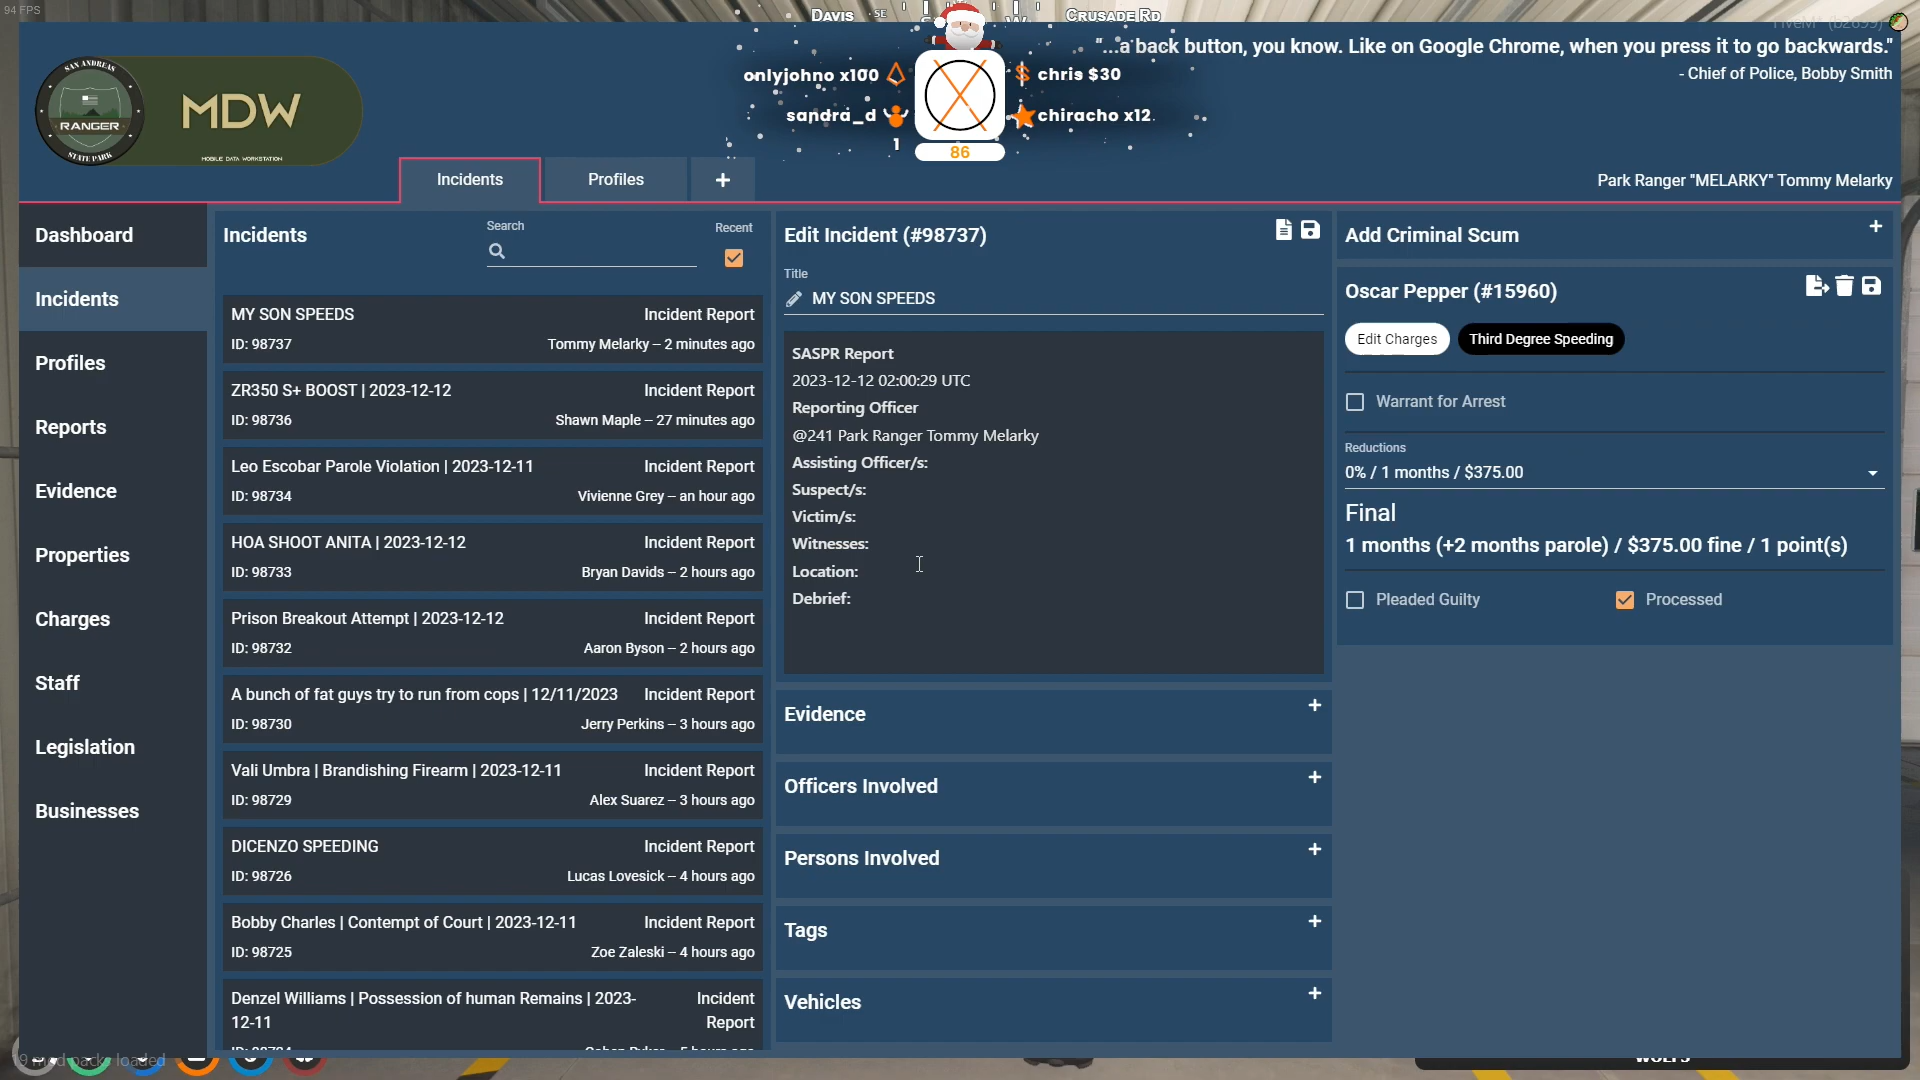 94 FPS
DAVIS
SE
W
CRUSADE RD
"...a back button, you know. Like on Google Chrome, when you press it to go backwards."
- Chief of Police, Bobby Smith
onlyjohno x100
chris $30
sandra_d
chiracho x12
1
86
SAN ANDREAS
RANGER
STATE PARK
MDW
MOBILE DATA WORKSTATION
Incidents
Profiles
+
Park Ranger "MELARKY" Tommy Melarky
Dashboard
Incidents
Profiles
Reports
Evidence
Properties
Charges
Staff
Legislation
Businesses
Incidents
Search
Recent
MY SON SPEEDS
Incident Report
ID: 98737
Tommy Melarky – 2 minutes ago
ZR350 S+ BOOST | 2023-12-12
Incident Report
ID: 98736
Shawn Maple – 27 minutes ago
Leo Escobar Parole Violation | 2023-12-11
Incident Report
ID: 98734
Vivienne Grey – an hour ago
HOA SHOOT ANITA | 2023-12-12
Incident Report
ID: 98733
Bryan Davids – 2 hours ago
Prison Breakout Attempt | 2023-12-12
Incident Report
ID: 98732
Aaron Byson – 2 hours ago
A bunch of fat guys try to run from cops | 12/11/2023
Incident Report
ID: 98730
Jerry Perkins – 3 hours ago
Vali Umbra | Brandishing Firearm | 2023-12-11
Incident Report
ID: 98729
Alex Suarez – 3 hours ago
DICENZO SPEEDING
Incident Report
ID: 98726
Lucas Lovesick – 4 hours ago
Bobby Charles | Contempt of Court | 2023-12-11
Incident Report
ID: 98725
Zoe Zaleski – 4 hours ago
Denzel Williams | Possession of human Remains | 2023-
12-11
Incident
Report
Edit Incident (#98737)
Title
MY SON SPEEDS
SASPR Report
2023-12-12 02:00:29 UTC
Reporting Officer
@241 Park Ranger Tommy Melarky
Assisting Officer/s:
Suspect/s:
Victim/s:
Witnesses:
Location:
Debrief:
Evidence
+
Officers Involved
+
Persons Involved
+
Tags
+
Vehicles
+
Add Criminal Scum
+
Oscar Pepper (#15960)
Edit Charges
Third Degree Speeding
Warrant for Arrest
Reductions
0% / 1 months / $375.00
Final
1 months (+2 months parole) / $375.00 fine / 1 point(s)
Pleaded Guilty
Processed